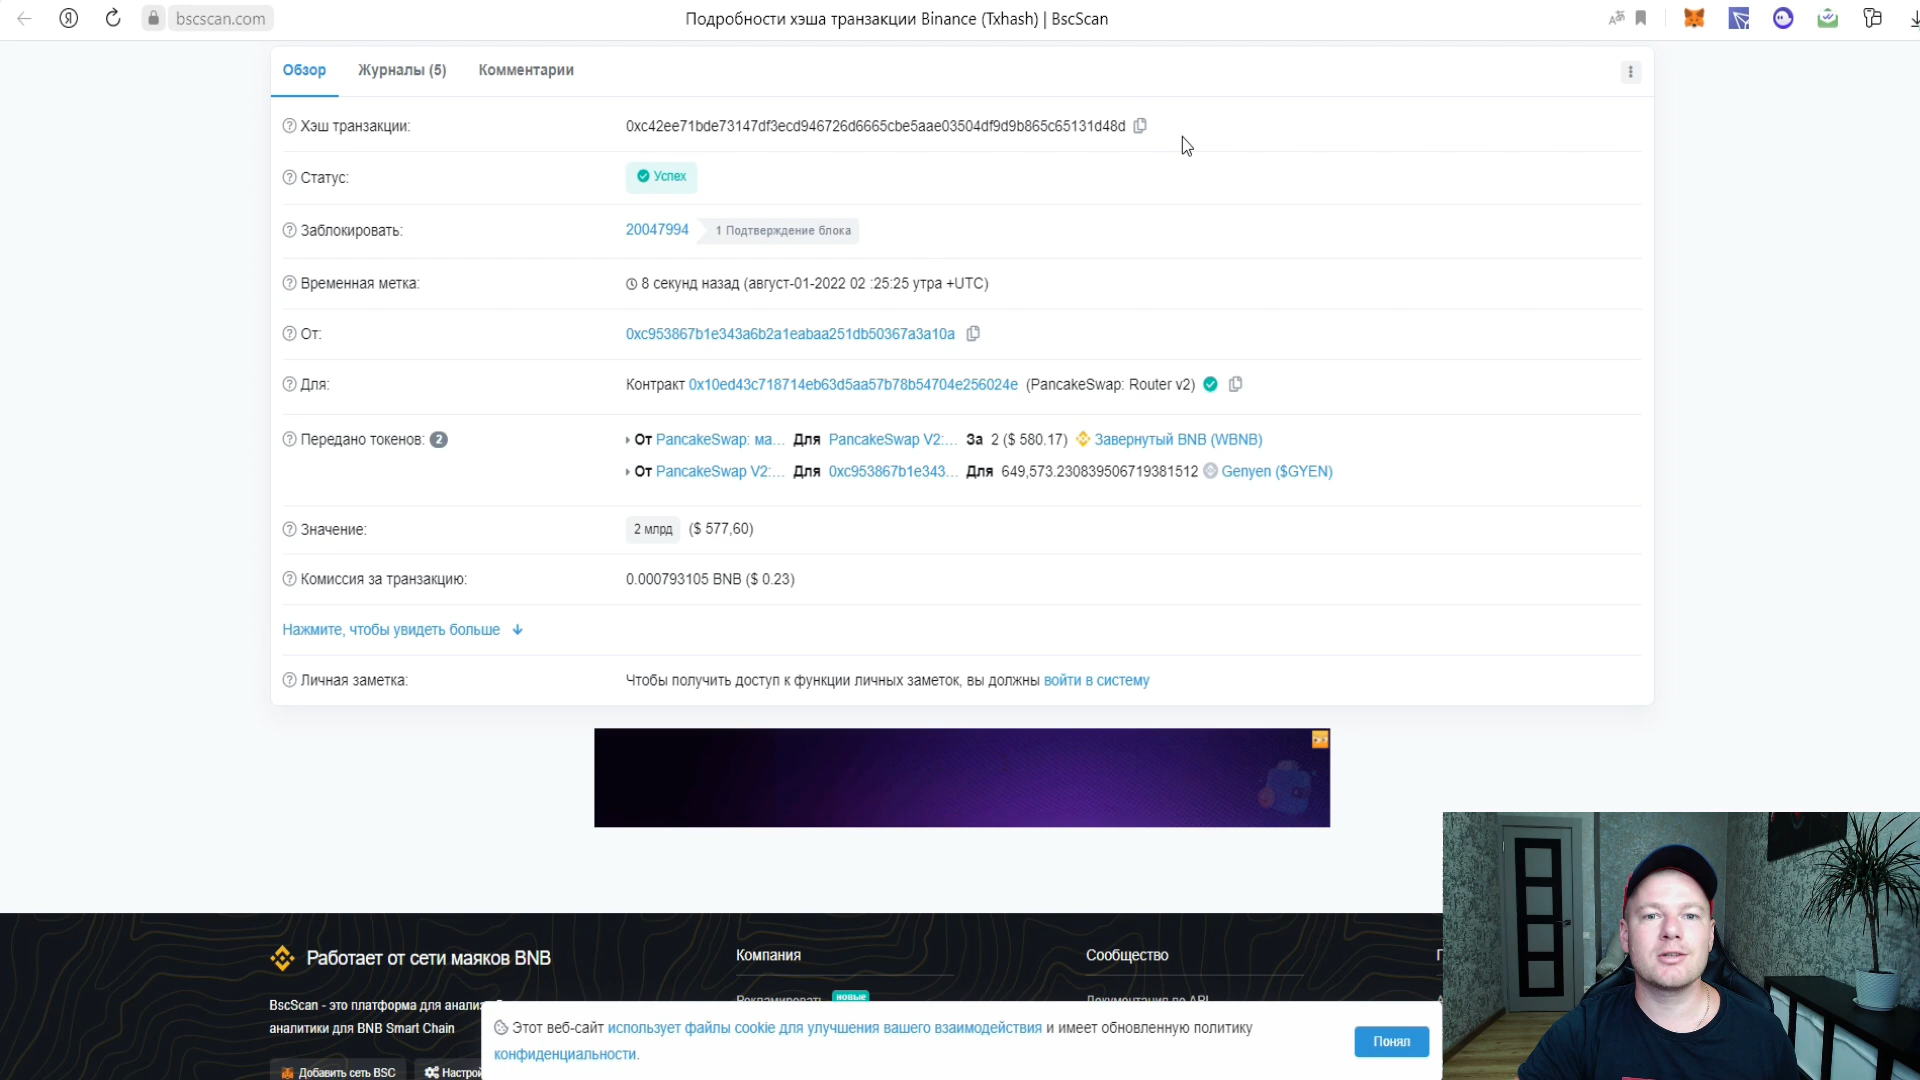 bscscan.com
Подробности хэша транзакции Binance (Txhash) | BscScan
Обзор Журналы (5) Комментарии
Хэш транзакции: 0xc42ee71bde73147df3ecd946726d6665cbe5aae03504df9d9b865c65131d48d
Статус: Успех
Заблокировать: 20047994 1 Подтверждение блока
Временная метка: 8 секунд назад (август-01-2022 02 :25:25 утра +UTC)
От: 0xc953867b1e343a6b2a1eabaa251db50367a3a10a
Для: Контракт 0x10ed43c718714eb63d5aa57b78b54704e256024e (PancakeSwap: Router v2)
Передано токенов: 2 От PancakeSwap: ма... Для PancakeSwap V2:... За 2 ($ 580.17) Завернутый BNB (WBNB)
От PancakeSwap V2:... Для 0xc953867b1e343... Для 649,573.230839506719381512 Genyen ($GYEN)
Значение: 2 млрд ($ 577,60)
Комиссия за транзакцию: 0.000793105 BNB ($ 0.23)
Нажмите, чтобы увидеть больше
Личная заметка: Чтобы получить доступ к функции личных заметок, вы должны войти в систему
Работает от сети маяков BNB Компания Сообщество
BscScan - это платформа для анализа
новые
аналитики для BNB Smart Chain
Этот веб-сайт использует файлы cookie для улучшения вашего взаимодействия и имеет обновленную политику
конфиденциальности.
Понял
Добавить сеть BSC